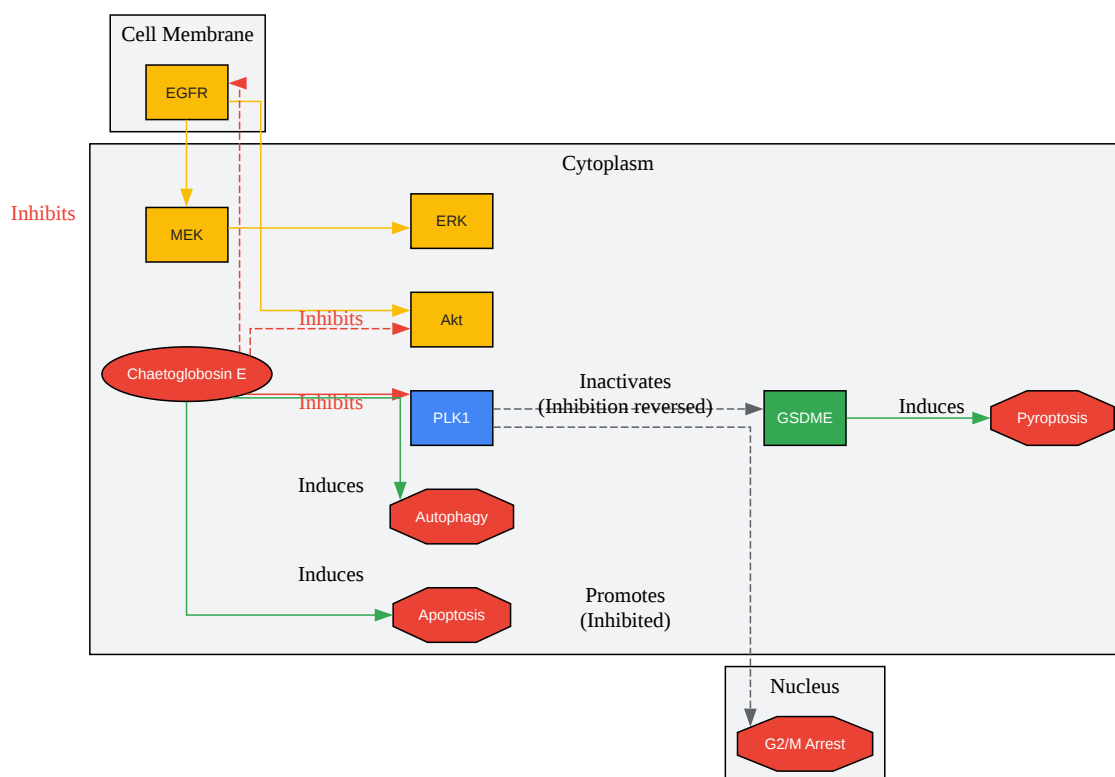 Cell Membrane
EGFR
Cytoplasm
Inhibits
MEK
ERK
Inhibits
Akt
Chaetoglobosin E
Inhibits
PLK1
Inactivates
(Inhibition reversed)
GSDME
Induces
Pyroptosis
Induces
Autophagy
Induces
Apoptosis
Promotes
(Inhibited)
Nucleus
G2/M Arrest